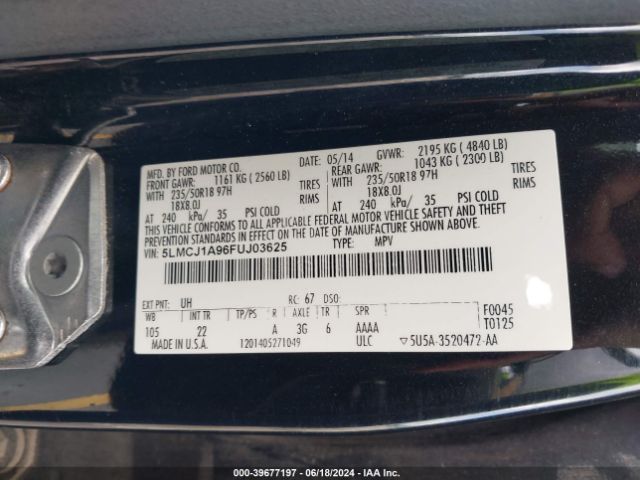 MFD. BY FORD MOTOR CO.
DATE: 05/14 GVWR: 2195 KG ( 4840 LB)
FRONT GAWR: 1161 KG ( 2560 LB) REAR GAWR: 1043 KG ( 2300 LB)
WITH 235/50R18 97H TIRES WITH 235/50R18 97H TIRES
18X8.0J RIMS 18X8.0J RIMS
AT 240 kPa/ 35 PSI COLD AT 240 kPa/ 35 PSI COLD
THIS VEHICLE CONFORMS TO ALL APPLICABLE FEDERAL MOTOR VEHICLE SAFETY AND THEFT
PREVENTION STANDARDS IN EFFECT ON THE DATE OF MANUFACTURE SHOWN ABOVE.
VIN: 5LMCJ1A96FUJ03625 TYPE: MPV
EXT PNT: UH RC: 67 DSO:
WB INT TR TP/PS R AXLE TR SPR F0045
105 22 A 3G 6 AAAA T0125
MADE IN U.S.A. 1201405271049 ULC ▽5U5A-3520472-AA
000-39677197 - 06/18/2024 - IAA Inc.